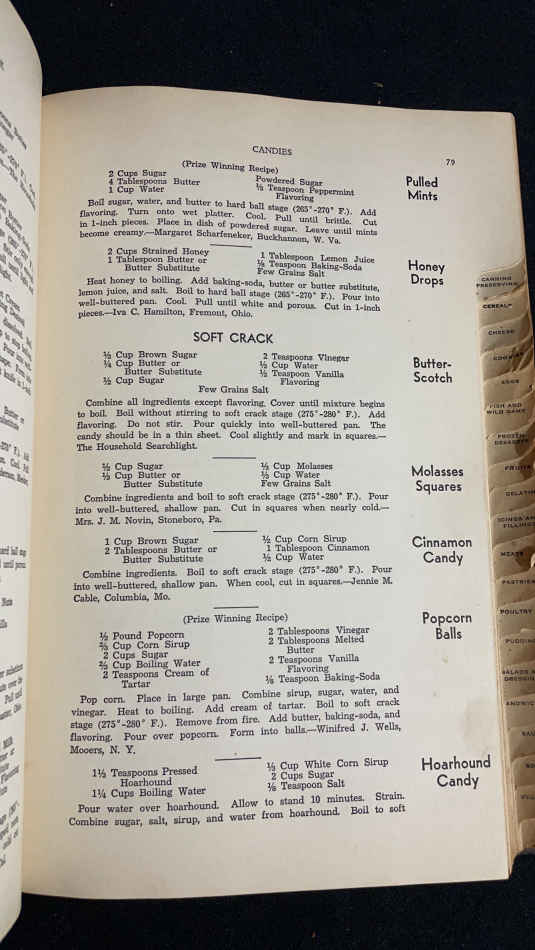 CANDIES
79
(Prize Winning Recipe)
Pulled
Mints
2 Cups Sugar
4 Tablespoons Butter
1 Cup Water
Powdered Sugar
½ Teaspoon Peppermint
Flavoring
Boil sugar, water, and butter to hard ball stage (265°-270° F.). Add
flavoring. Turn onto wet platter. Cool. Pull until brittle. Cut
in 1-inch pieces. Place in dish of powdered sugar. Leave until mints
become creamy.—Margaret Scharfeneker, Buckhannon, W. Va.
Honey
Drops
2 Cups Strained Honey
1 Tablespoon Butter or
Butter Substitute
1 Tablespoon Lemon Juice
Teaspoon Baking-Soda
Few Grains Salt
Heat honey to boiling. Add baking-soda, butter or butter substitute,
lemon juice, and salt. Boil to hard ball stage (265°-270° F.). Pour into
well-buttered pan. Cool. Pull until white and porous. Cut in 1-inch
pieces.—Iva C. Hamilton, Fremont, Ohio.
SOFT CRACK
Butter-
Scotch
Cup Brown Sugar
¼ Cup Butter or
Butter Substitute
½ Cup Sugar
2 Teaspoons Vinegar
Cup Water
Teaspoon Vanilla
Flavoring
Few Grains Salt
Combine all ingredients except flavoring. Cover until mixture begins
to boil. Boil without stirring to soft crack stage (275°-280° F.). Add
flavoring. Do not stir. Pour quickly into well-buttered pan. The
candy should be in a thin sheet. Cool slightly and mark in squares.—
The Household Searchlight.
Molasses
Squares
Cup Sugar
Cup Butter or
Butter Substitute
Cup Molasses
Cup Water
Few Grains Salt
Combine ingredients and boil to soft crack stage (275°-280° F.). Pour
into well-buttered, shallow pan. Cut in squares when nearly cold.—
Mrs. J. M. Novin, Stoneboro, Pa.
Cinnamon
Candy
1 Cup Brown Sugar
2 Tablespoons Butter or
Butter Substitute
½ Cup Corn Sirup
1 Tablespoon Cinnamon
½ Cup Water
Combine ingredients. Boil to soft crack stage (275°-280° F.). Pour
into well-buttered, shallow pan. When cool, cut in squares.—Jennie M.
Cable, Columbia, Mo.
(Prize Winning Recipe)
Popcorn
Balls
½ Pound Popcorn
⅔ Cup Corn Sirup
2 Cups Sugar
⅔ Cup Boiling Water
2 Teaspoons Cream of
Tartar
2 Tablespoons Vinegar
2 Tablespoons Melted
Butter
2 Teaspoons Vanilla
Flavoring
⅛ Teaspoon Baking-Soda
Pop corn. Place in large pan. Combine sirup, sugar, water, and
vinegar. Heat to boiling. Add cream of tartar. Boil to soft crack
stage (275°-280° F.). Remove from fire. Add butter, baking-soda, and
flavoring. Pour over popcorn. Form into balls.—Winifred J. Wells,
Mooers, N. Y.
Hoarhound
Candy
1½ Teaspoons Pressed
Hoarhound
1¼ Cups Boiling Water
⅓ Cup White Corn Sirup
2 Cups Sugar
⅛ Teaspoon Salt
Pour water over hoarhound. Allow to stand 10 minutes. Strain.
Combine sugar, salt, sirup, and water from hoarhound. Boil to soft
CANNING
PRESERVING
CEREALS
CHEESE
EGGS
FISH AND
WILD GAME
FROZEN
DESSERTS
FRUITS
GELATIN
ICINGS AND
FILLINGS
MEATS
PASTRIES
POULTRY
PUDDING
SALADS